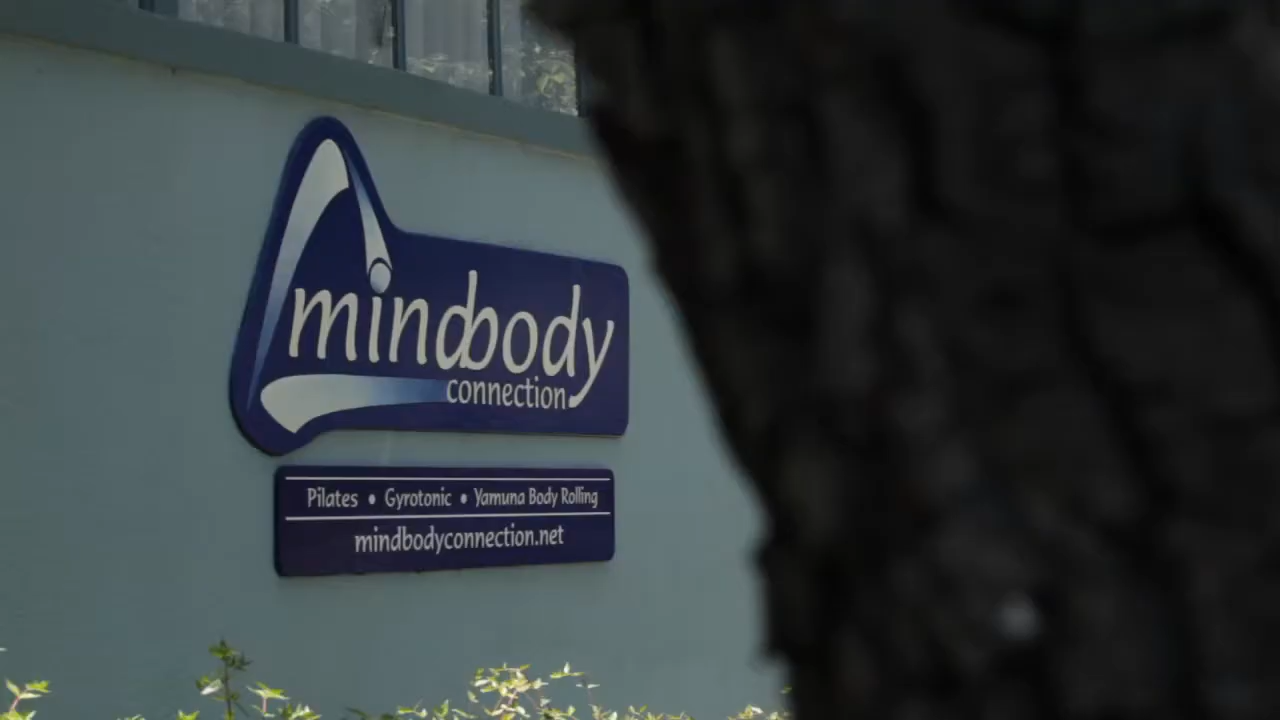 mindbody
connection
Pilates • Gyrotonic • Yamuna Body Rolling
mindbodyconnection.net